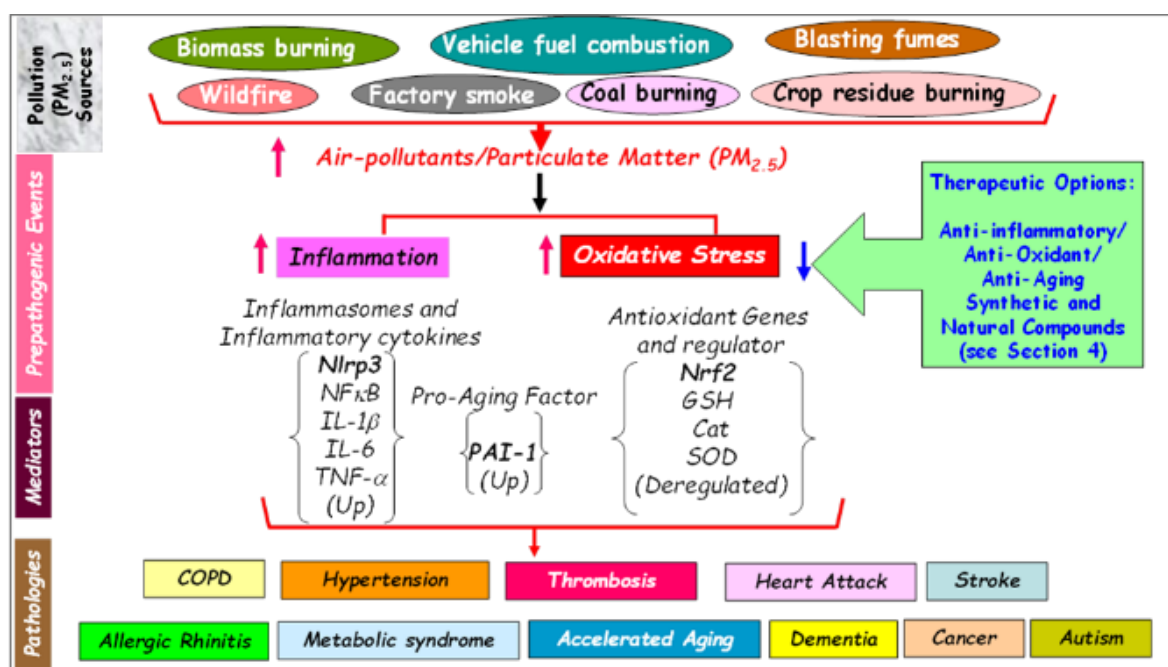 Pollution
(PM2.5)
Sources
Biomass burning
Vehicle fuel combustion
Blasting fumes
Wildfire
Factory smoke
Coal burning
Crop residue burning
Air-pollutants/Particulate Matter (PM2.5)
Prepathogenic Events
Inflammation
Oxidative Stress
Therapeutic Options:
Anti-inflammatory/
Anti-Oxidant/
Anti-Aging
Synthetic and
Natural Compounds
(see Section 4)
Inflammasomes and
Inflammatory cytokines
Nlrp3
NFκB
IL-1β
IL-6
TNF-α
(Up)
Pro-Aging Factor
PAI-1
(Up)
Antioxidant Genes
and regulator
Nrf2
GSH
Cat
SOD
(Deregulated)
Mediators
Pathologies
COPD
Hypertension
Thrombosis
Heart Attack
Stroke
Allergic Rhinitis
Metabolic syndrome
Accelerated Aging
Dementia
Cancer
Autism